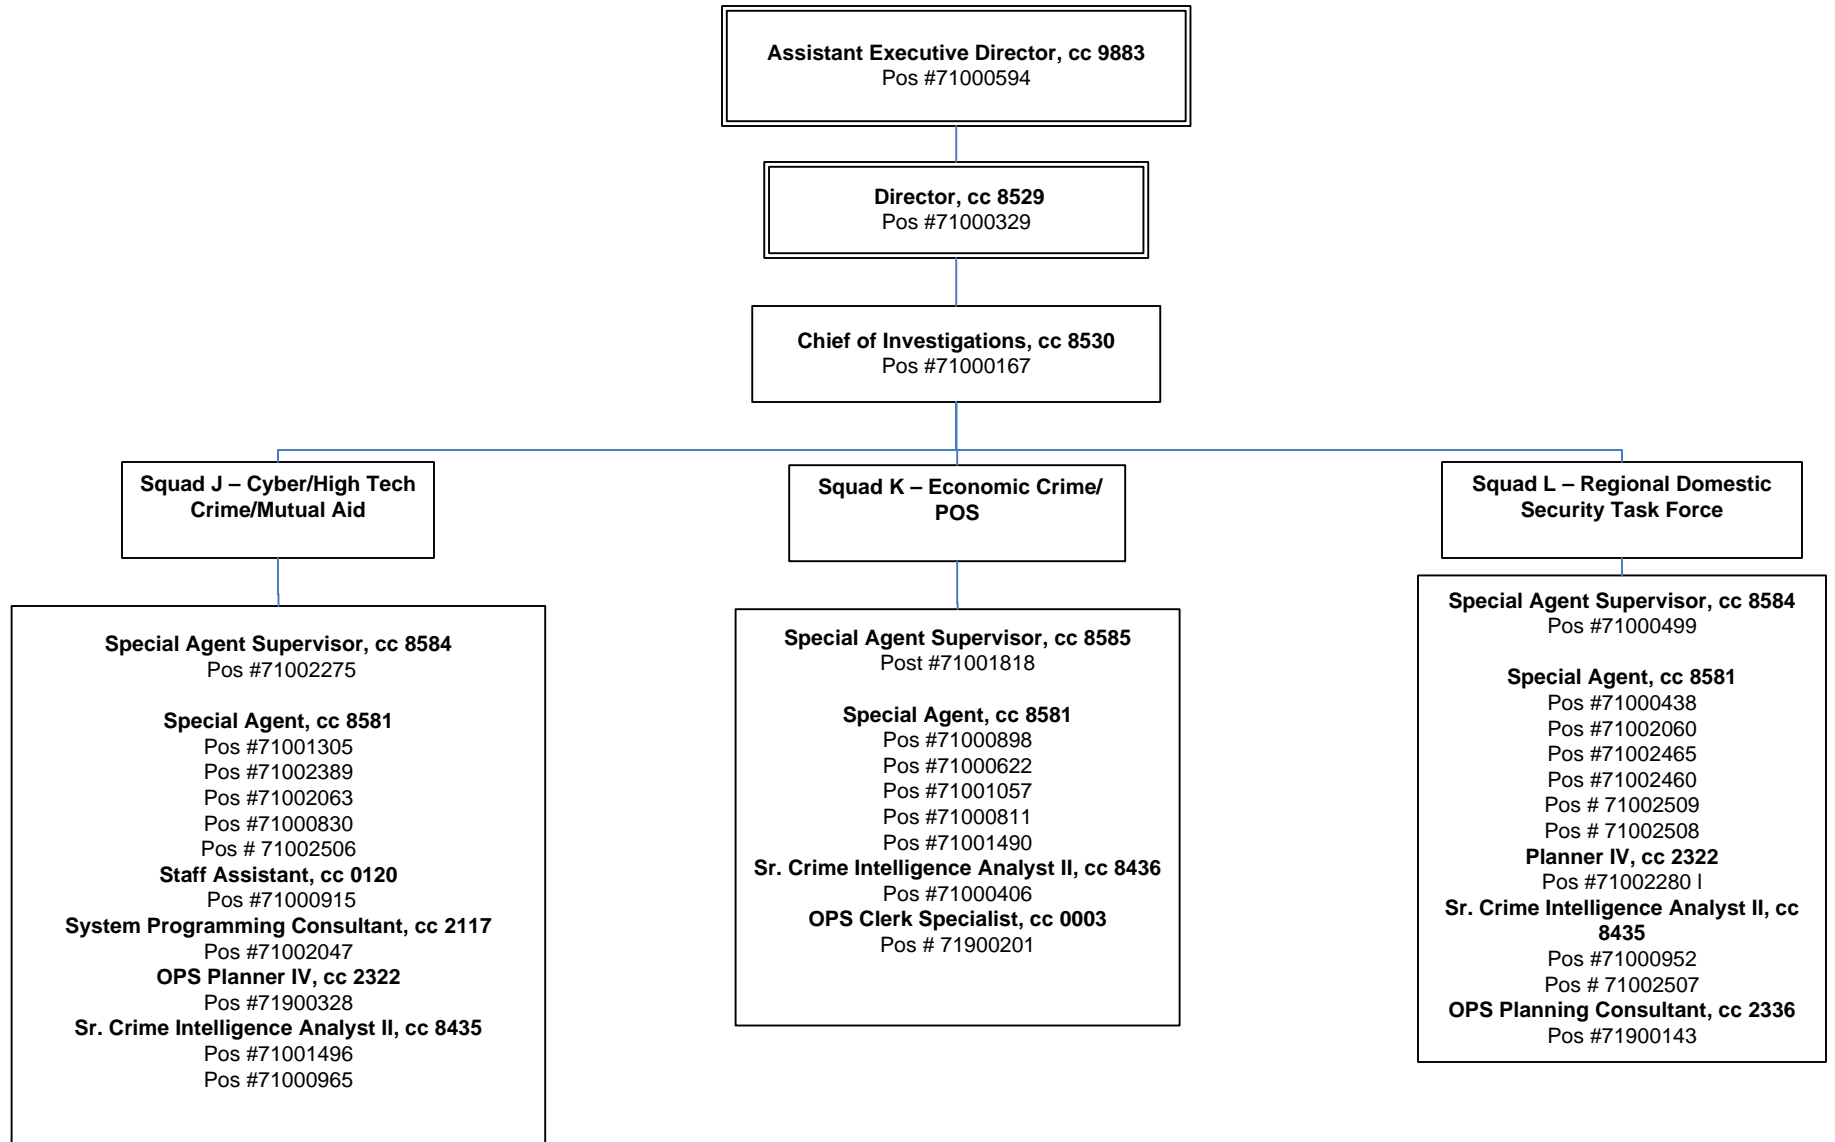 Assistant Executive Director, cc 9883
Pos #71000594
Director, cc 8529
Pos #71000329
Chief of Investigations, cc 8530
Pos #71000167
Squad J – Cyber/High Tech
Crime/Mutual Aid
Squad K – Economic Crime/
POS
Squad L – Regional Domestic
Security Task Force
Special Agent Supervisor, cc 8584
Pos #71002275
Special Agent, cc 8581
Pos #71001305
Pos #71002389
Pos #71002063
Pos #71000830
Pos # 71002506
Staff Assistant, cc 0120
Pos #71000915
System Programming Consultant, cc 2117
Pos #71002047
OPS Planner IV, cc 2322
Pos #71900328
Sr. Crime Intelligence Analyst II, cc 8435
Pos #71001496
Pos #71000965
Special Agent Supervisor, cc 8585
Post #71001818
Special Agent, cc 8581
Pos #71000898
Pos #71000622
Pos #71001057
Pos #71000811
Pos #71001490
Sr. Crime Intelligence Analyst II, cc 8436
Pos #71000406
OPS Clerk Specialist, cc 0003
Pos # 71900201
Special Agent Supervisor, cc 8584
Pos #71000499
Special Agent, cc 8581
Pos #71000438
Pos #71002060
Pos #71002465
Pos #71002460
Pos # 71002509
Pos # 71002508
Planner IV, cc 2322
Pos #71002280 l
Sr. Crime Intelligence Analyst II, cc
8435
Pos #71000952
Pos # 71002507
OPS Planning Consultant, cc 2336
Pos #71900143